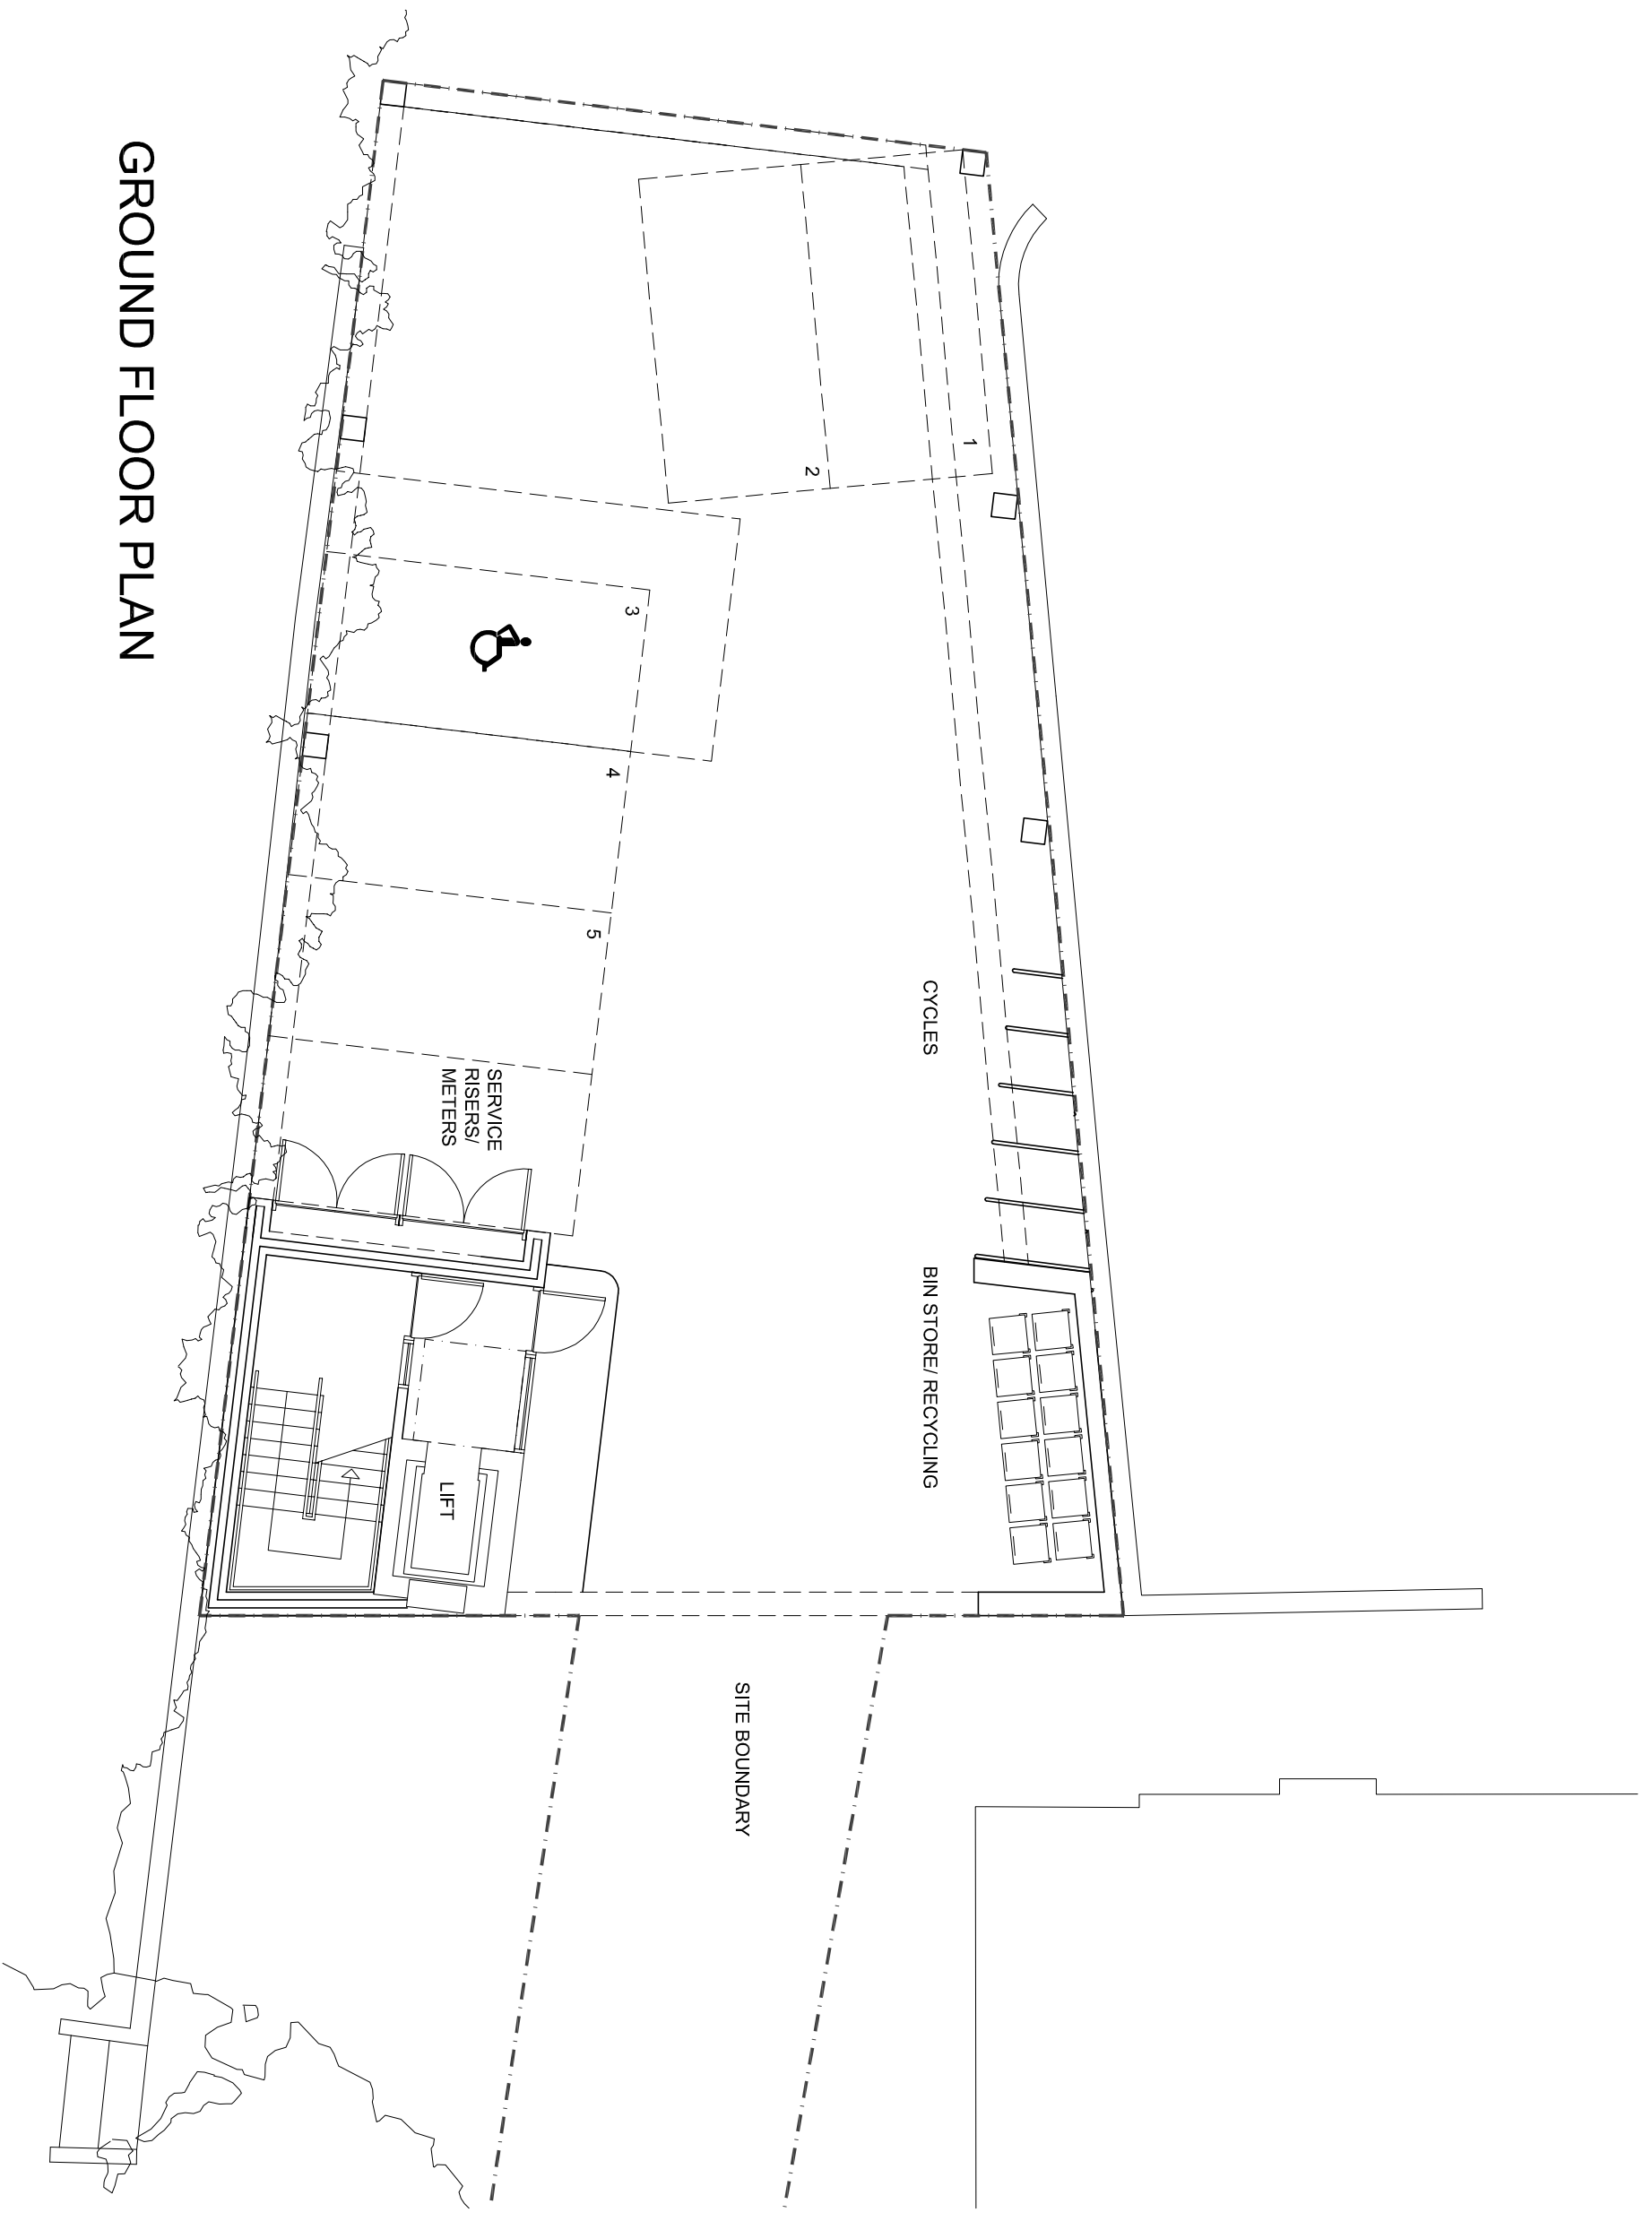 GROUND FLOOR PLAN
1
2
3
4
5
CYCLES
SERVICE
RISERS/
METERS
BIN STORE/ RECYCLING
LIFT
SITE BOUNDARY